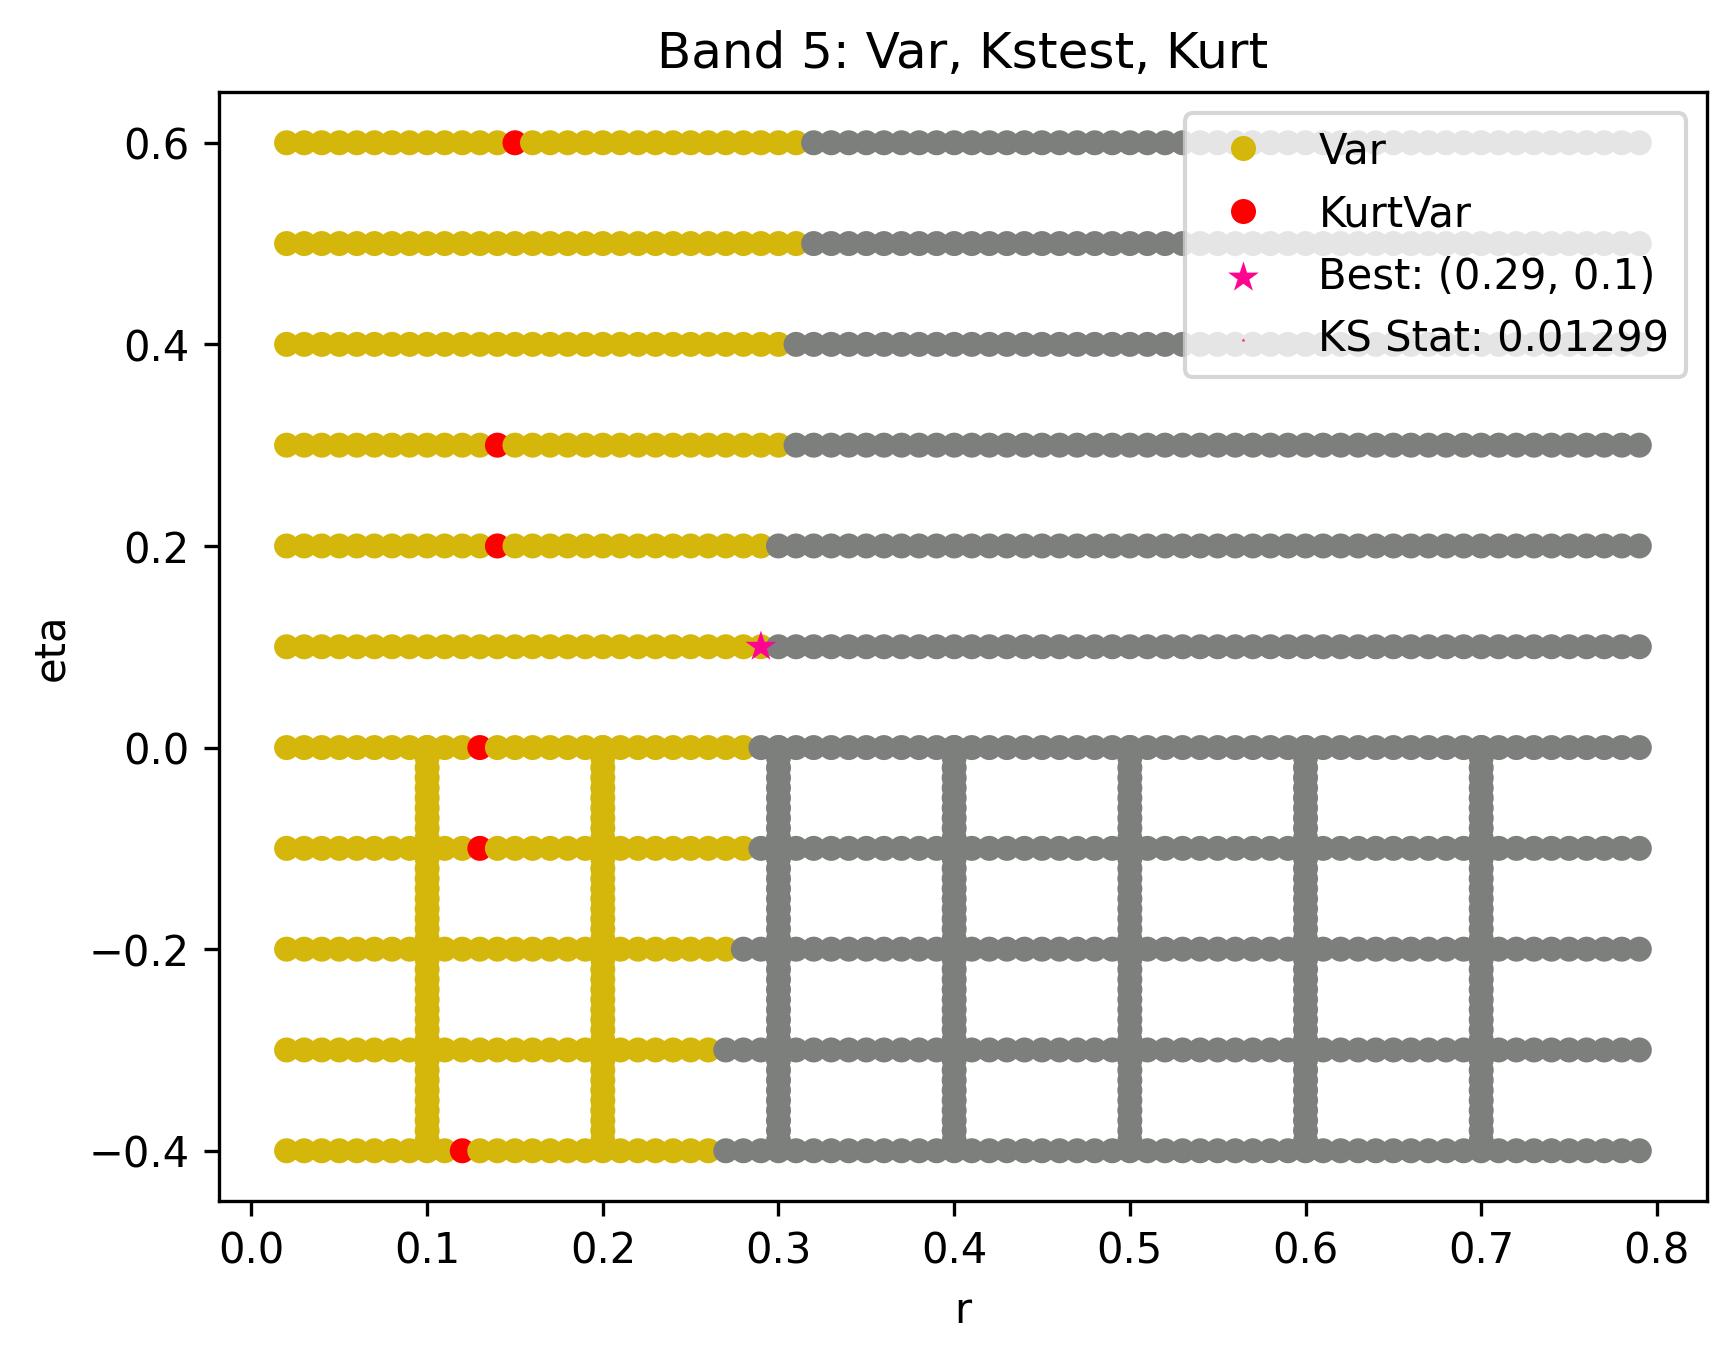 Band 5: Var, Kstest, Kurt
Var
KurtVar
Best: (0.29, 0.1)
KS Stat: 0.01299
0.6
0.4
0.2
0.0
−0.2
−0.4
eta
0.0 0.1 0.2 0.3 0.4 0.5 0.6 0.7 0.8
r